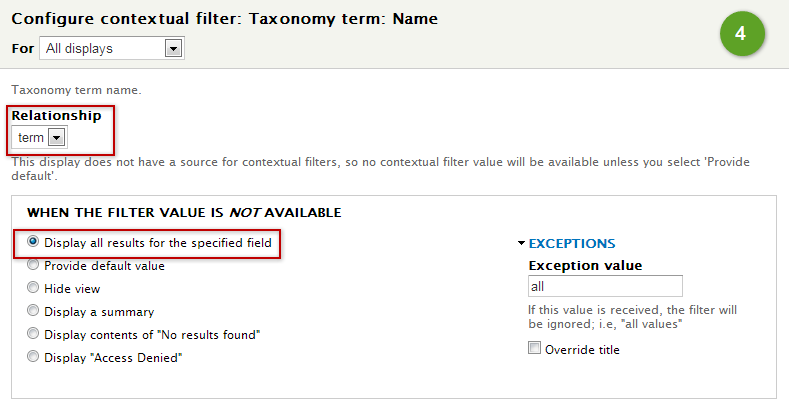 Configure contextual filter: Taxonomy term: Name
For All displays
4
Taxonomy term name.
Relationship
term
This display does not have a source for contextual filters, so no contextual filter value will be available unless you select 'Provide
default'.
WHEN THE FILTER VALUE IS NOT AVAILABLE
Display all results for the specified field
Provide default value
Hide view
Display a summary
Display contents of "No results found"
Display "Access Denied"
EXCEPTIONS
Exception value
all
If this value is received, the filter will
be ignored; i.e, "all values"
Override title